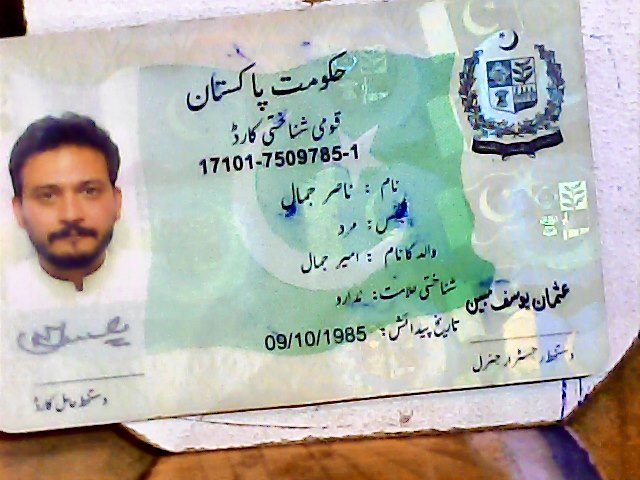 حکومت پاکستان
قومی شناختی کارڈ
17101-7509785-1
نام : ناصر جمال
جنس : مرد
والد کا نام : امیر جمال
شناختی علامت : ندارد
تاریخ پیدائش : 09/10/1985
عثمان یوسف مبین
دستخط رجسٹرار جنرل
دستخط حامل کارڈ